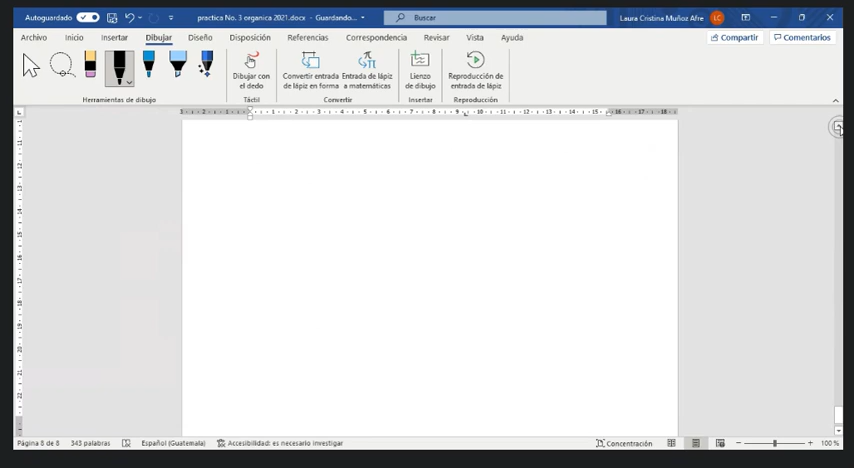 Autoguardado practica No. 3 organica 2021.docx - Guardando... Buscar Laura Cristina Muñoz Afre LC
Archivo Inicio Insertar Dibujar Diseño Disposición Referencias Correspondencia Revisar Vista Ayuda Compartir Comentarios
Dibujar con el dedo
Convertir entrada de lápiz en forma
Entrada de lápiz a matemáticas
Lienzo de dibujo
Reproducción de entrada de lápiz
Herramientas de dibujo Táctil Convertir Insertar Reproducción
Página 8 de 8 343 palabras Español (Guatemala) Accesibilidad: es necesario investigar Concentración 100 %